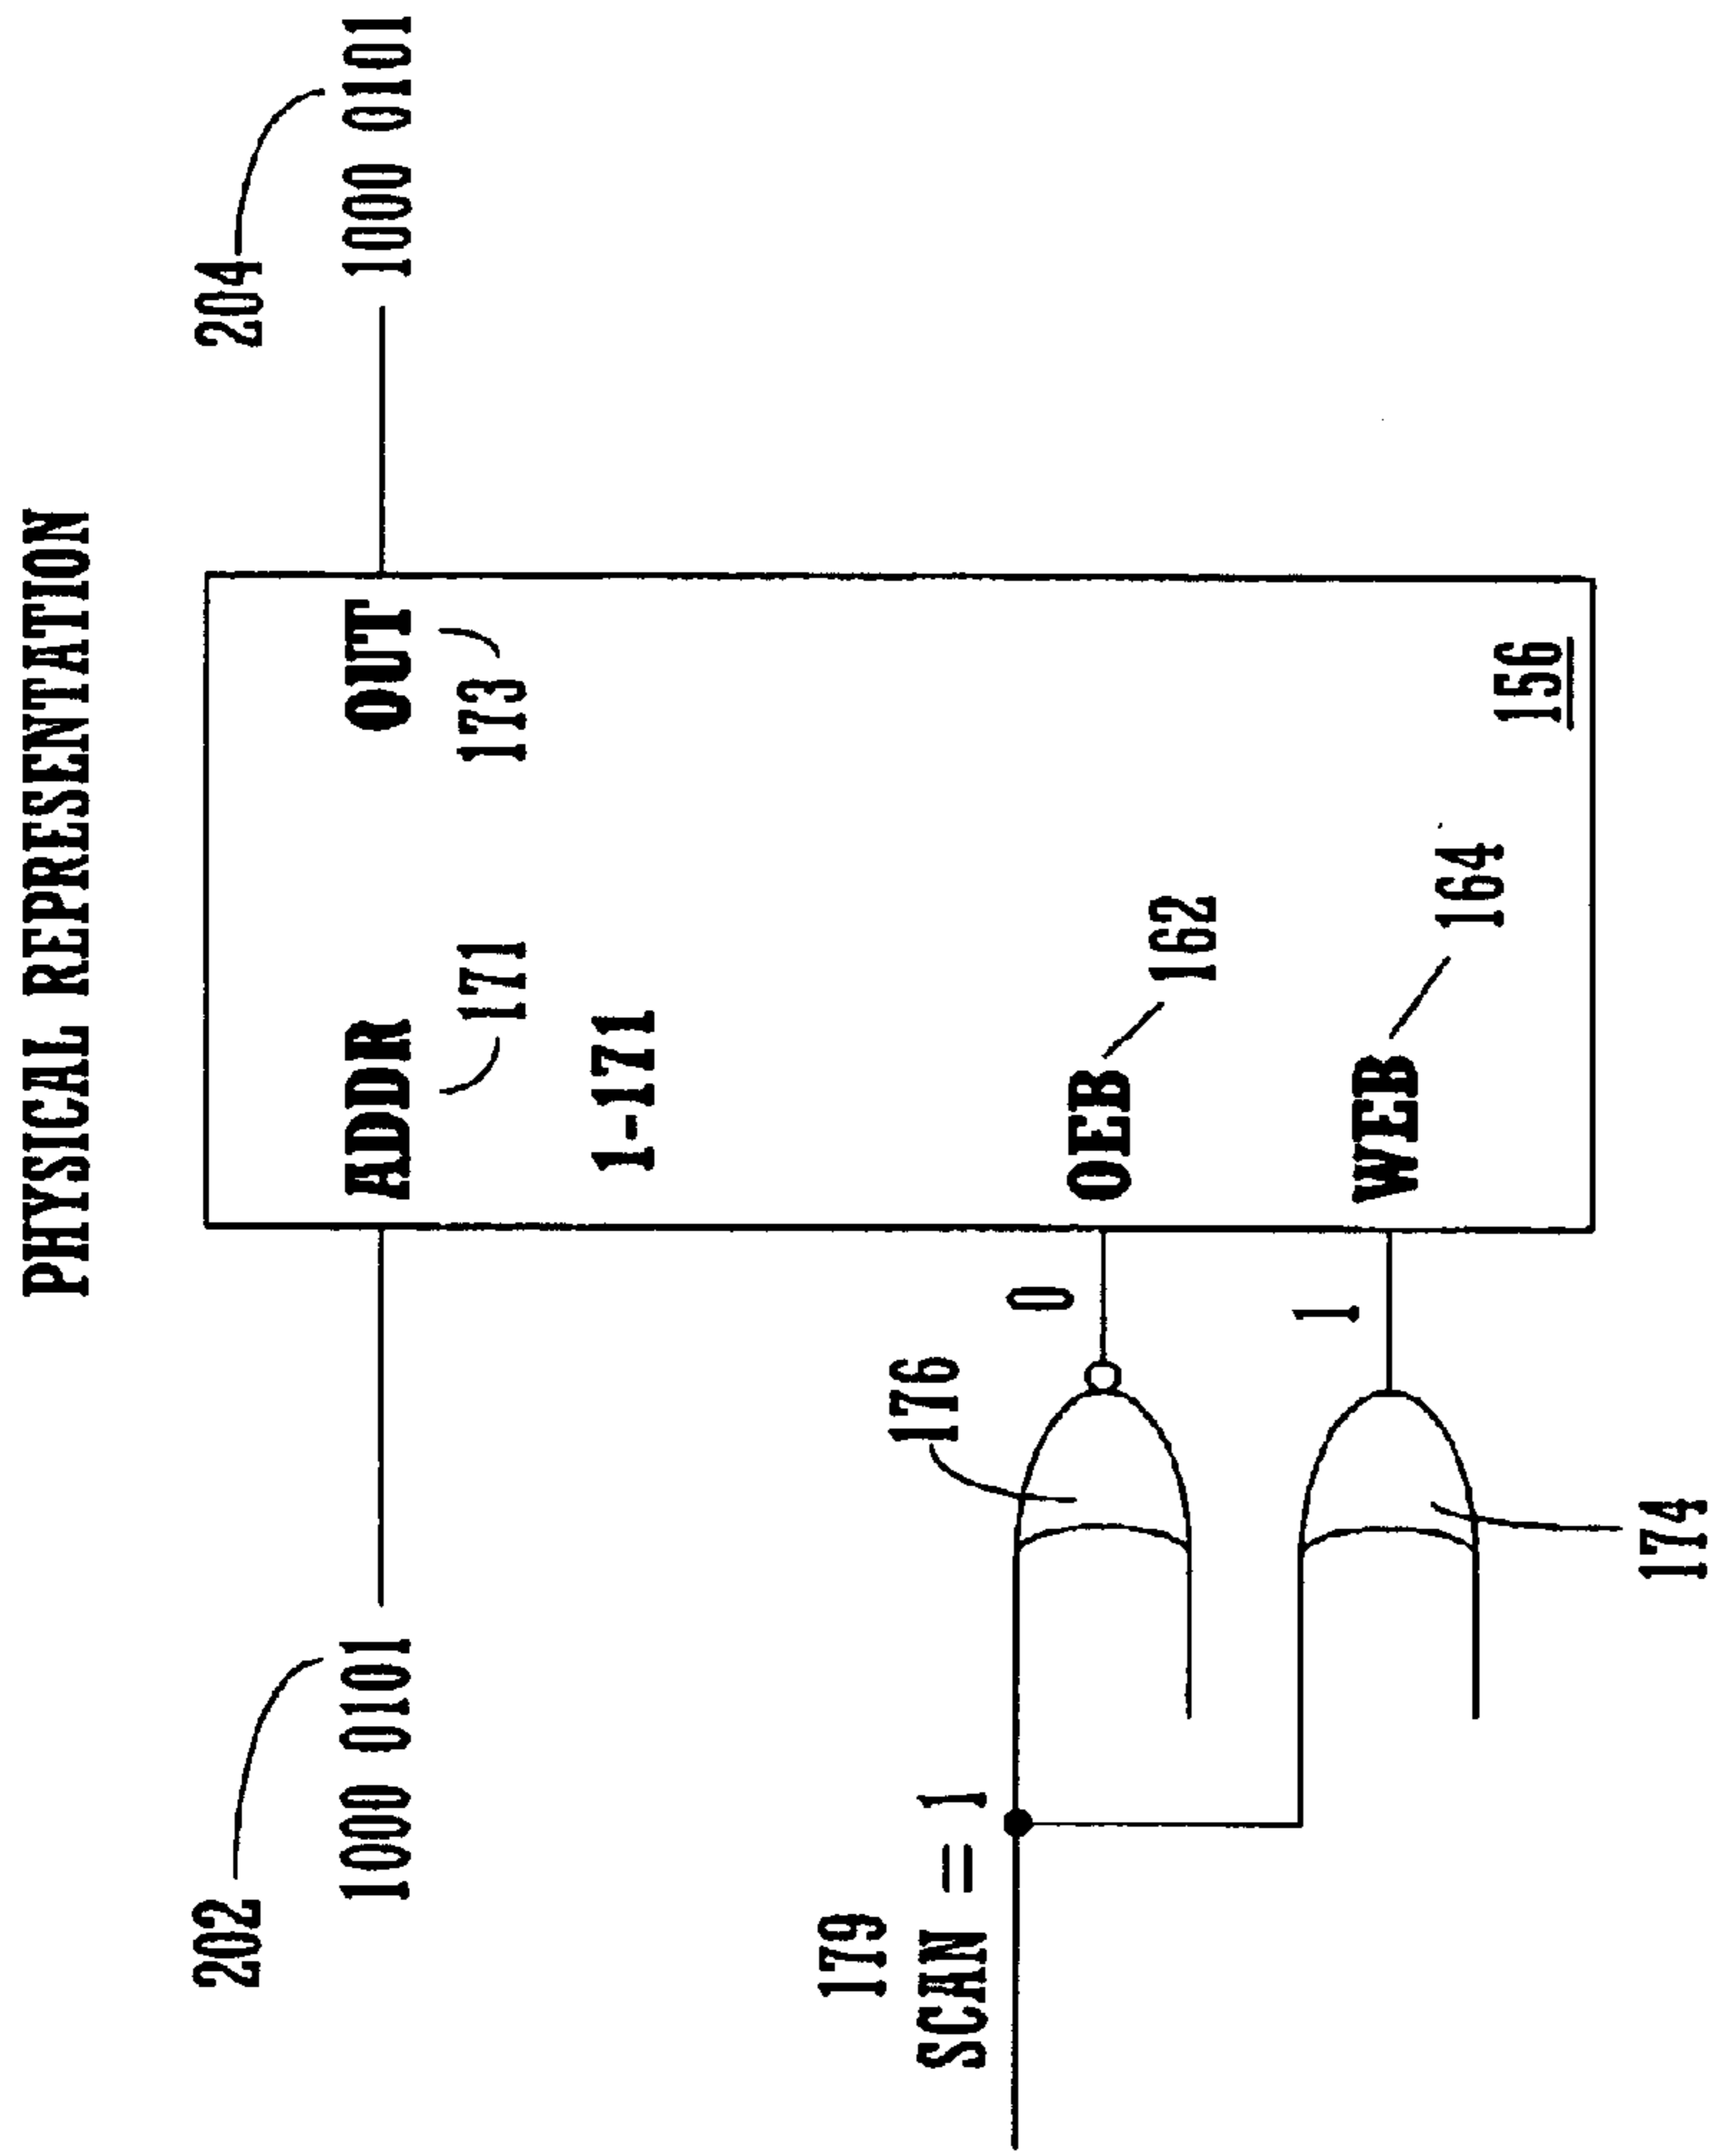 PHYSICAL REPRESENTATION
202
204
1000 0101
ADDR
OUT
1000 0101
171
173
1-171
179
176
SCAN = 1
0
OEB
162
1
WEB
164
156
174